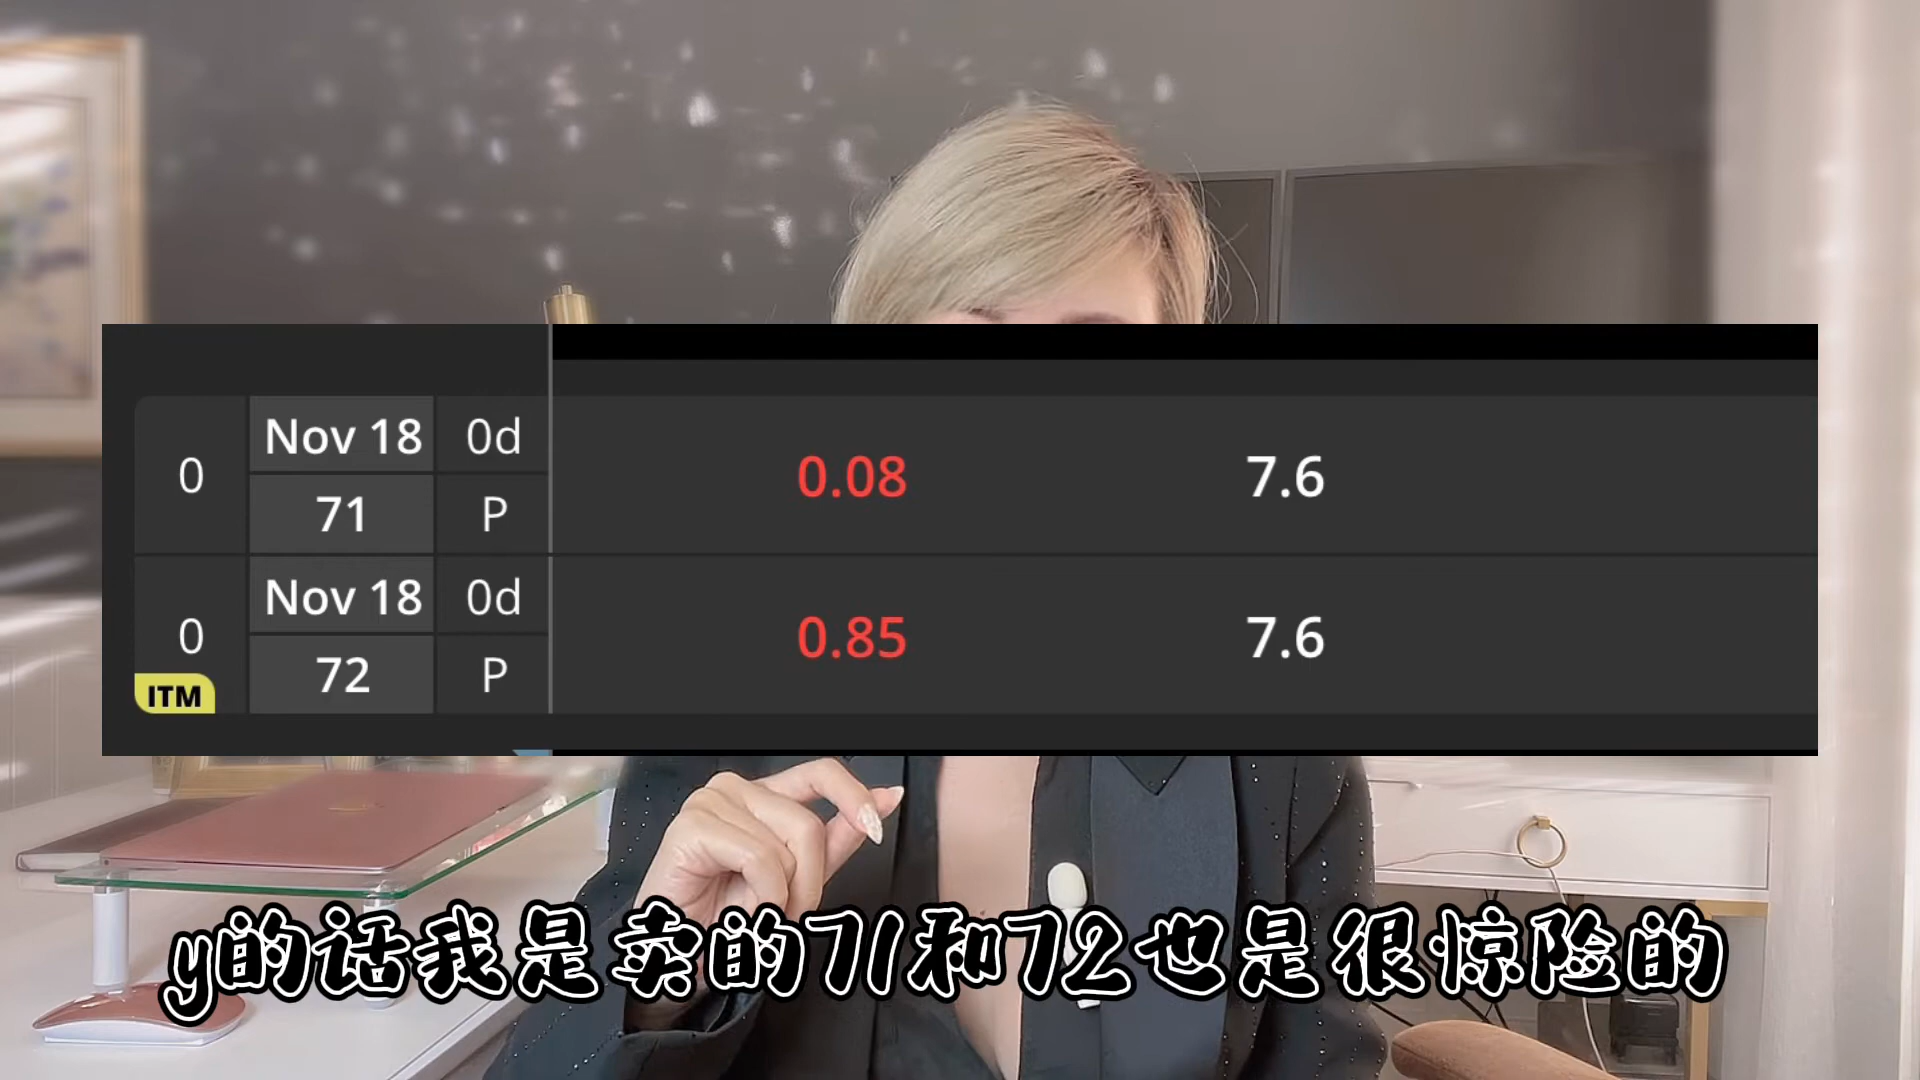 0 Nov 18 0d 0.08 7.6
71 P
0 Nov 18 0d 0.85 7.6
ITM 72 P
y的话我是卖的71和72也是很惊险的